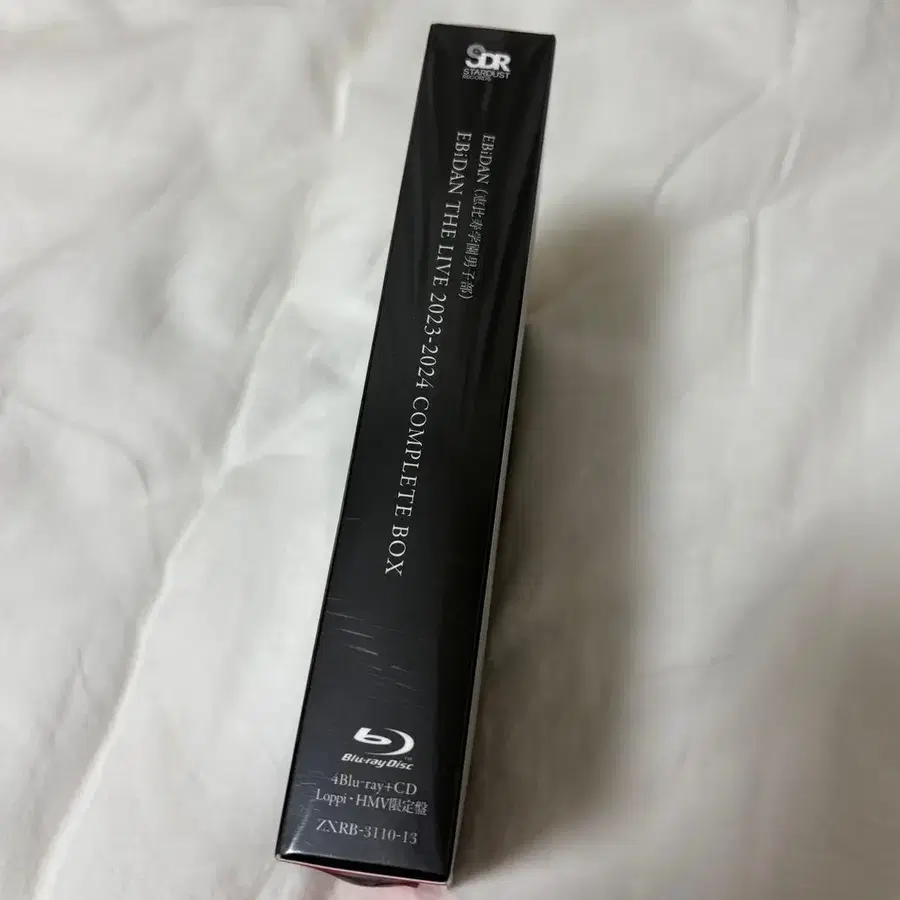 SDR
STARDUST
RECORDS
EBiDAN (恵比寿学園男子部)
EBiDAN THE LIVE 2023-2024 COMPLETE BOX
Blu-ray Disc
TM
4Blu-ray+CD
Loppi・HMV限定盤
ZXRB-3110-13